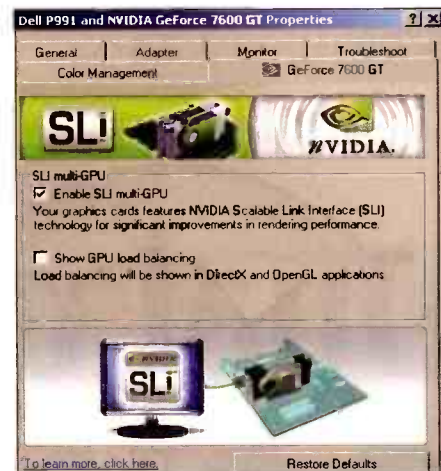 Dell P991 and NVIDIA GeForce 7600 GT Properties
General Adapter Monitor Troubleshoot
Color Management GeForce 7600 GT
SLI
NVIDIA.
SLI multi-GPU
Enable SLI multi-GPU
Your graphics cards features NVIDIA Scalable Link Interface (SLI)
technology for significant improvements in rendering performance.
Show GPU load balancing
Load balancing will be shown in DirectX and OpenGL applications
NVIDIA
SLI
To learn more, click here.
Restore Defaults